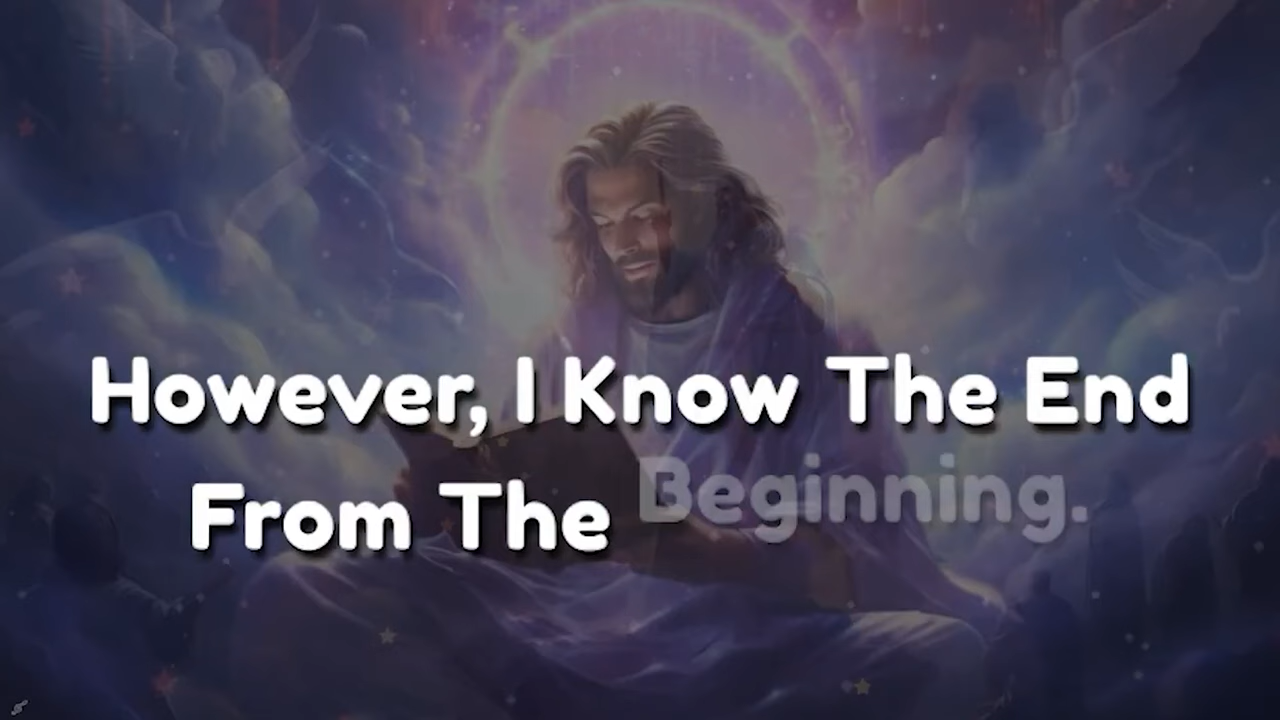 However, I Know The End
From The Beginning.